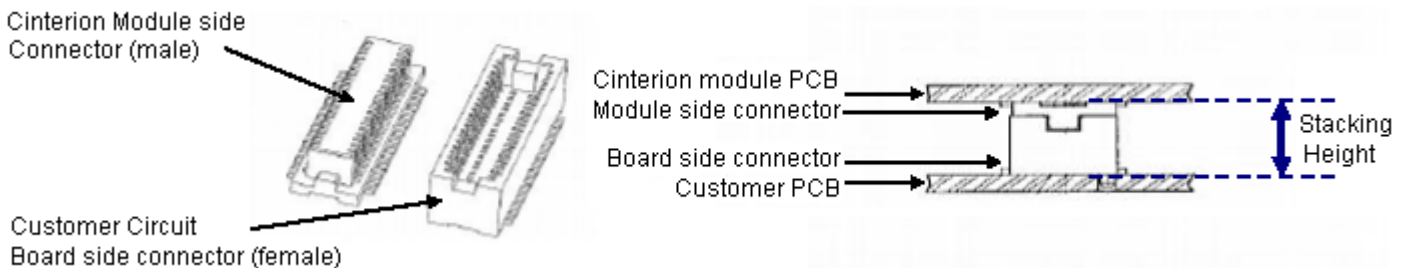 Cinterion Module side
Connector (male)
Customer Circuit
Board side connector (female)
Cinterion module PCB
Module side connector
Board side connector
Customer PCB
Stacking
Height